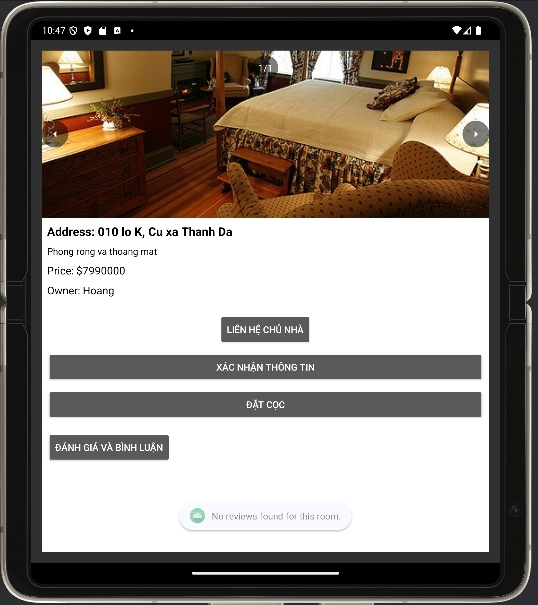 10:47
1/1
Address: 010 lo K, Cu xa Thanh Da
Phong rong va thoang mat
Price: $7990000
Owner: Hoang
LIÊN HỆ CHỦ NHÀ
XÁC NHẬN THÔNG TIN
ĐẶT CỌC
ĐÁNH GIÁ VÀ BÌNH LUẬN
No reviews found for this room.